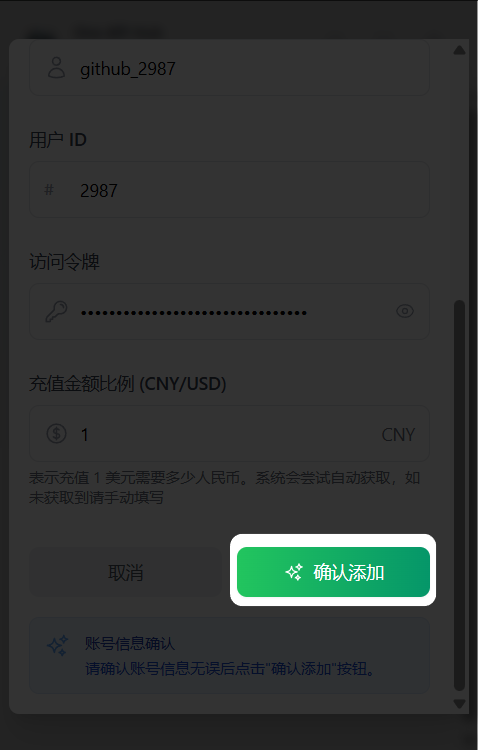 github_2987
用户 ID
# 2987
访问令牌
••••••••••••••••••••••••••••••••
充值金额比例 (CNY/USD)
1 CNY
表示充值 1 美元需要多少人民币。系统会尝试自动获取，如
未获取到请手动填写
取消 确认添加
账号信息确认
请确认账号信息无误后点击"确认添加"按钮。